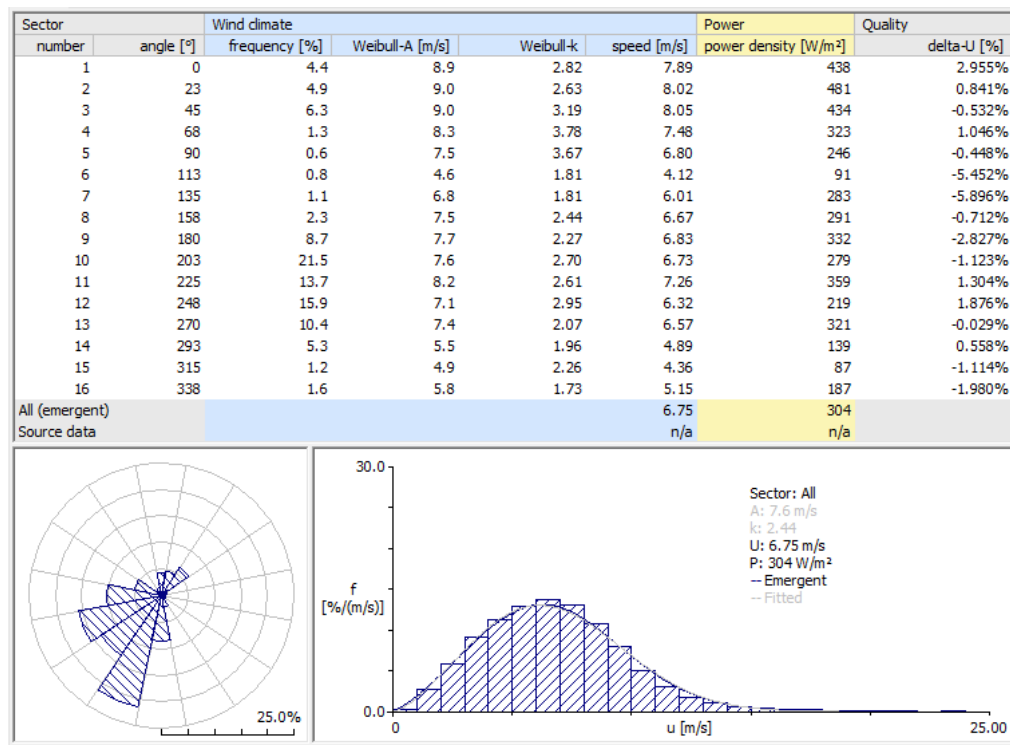 Sector Wind climate Power Quality
number angle [°] frequency [%] Weibull-A [m/s] Weibull-k speed [m/s] power density [W/m²] delta-U [%]
1 0 4.4 8.9 2.82 7.89 438 2.955%
2 23 4.9 9.0 2.63 8.02 481 0.841%
3 45 6.3 9.0 3.19 8.05 434 -0.532%
4 68 1.3 8.3 3.78 7.48 323 1.046%
5 90 0.6 7.5 3.67 6.80 246 -0.448%
6 113 0.8 4.6 1.81 4.12 91 -5.452%
7 135 1.1 6.8 1.81 6.01 283 -5.896%
8 158 2.3 7.5 2.44 6.67 291 -0.712%
9 180 8.7 7.7 2.27 6.83 332 -2.827%
10 203 21.5 7.6 2.70 6.73 279 -1.123%
11 225 13.7 8.2 2.61 7.26 359 1.304%
12 248 15.9 7.1 2.95 6.32 219 1.876%
13 270 10.4 7.4 2.07 6.57 321 -0.029%
14 293 5.3 5.5 1.96 4.89 139 0.558%
15 315 1.2 4.9 2.26 4.36 87 -1.114%
16 338 1.6 5.8 1.73 5.15 187 -1.980%
All (emergent) 6.75 304
Source data n/a n/a
25.0%
30.0
f
[%/(m/s)]
0.0
0
u [m/s]
25.00
Sector: All
A: 7.6 m/s
k: 2.44
U: 6.75 m/s
P: 304 W/m²
-- Emergent
-- Fitted